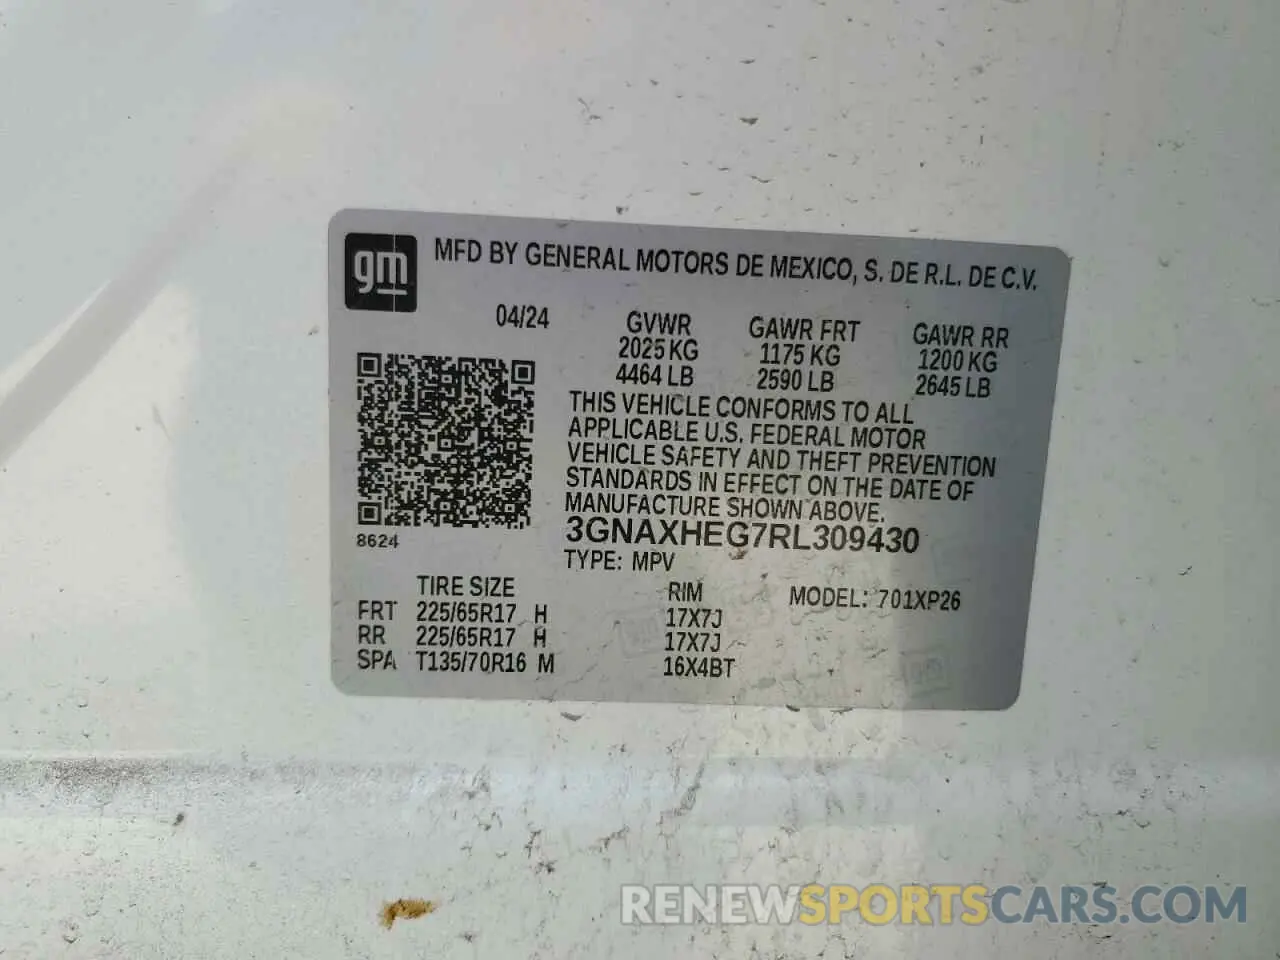 gm
MFD BY GENERAL MOTORS DE MEXICO, S. DE R.L. DE C.V.
04/24 GVWR GAWR FRT GAWR RR
2025 KG 1175 KG 1200 KG
4464 LB 2590 LB 2645 LB
THIS VEHICLE CONFORMS TO ALL
APPLICABLE U.S. FEDERAL MOTOR
VEHICLE SAFETY AND THEFT PREVENTION
STANDARDS IN EFFECT ON THE DATE OF
MANUFACTURE SHOWN ABOVE.
3GNAXHEG7RL309430
8624
TYPE: MPV
TIRE SIZE RIM MODEL: 701XP26
FRT 225/65R17 H 17X7J
RR 225/65R17 H 17X7J
SPA T135/70R16 M 16X4BT
RENEWSPORTSCARS.COM